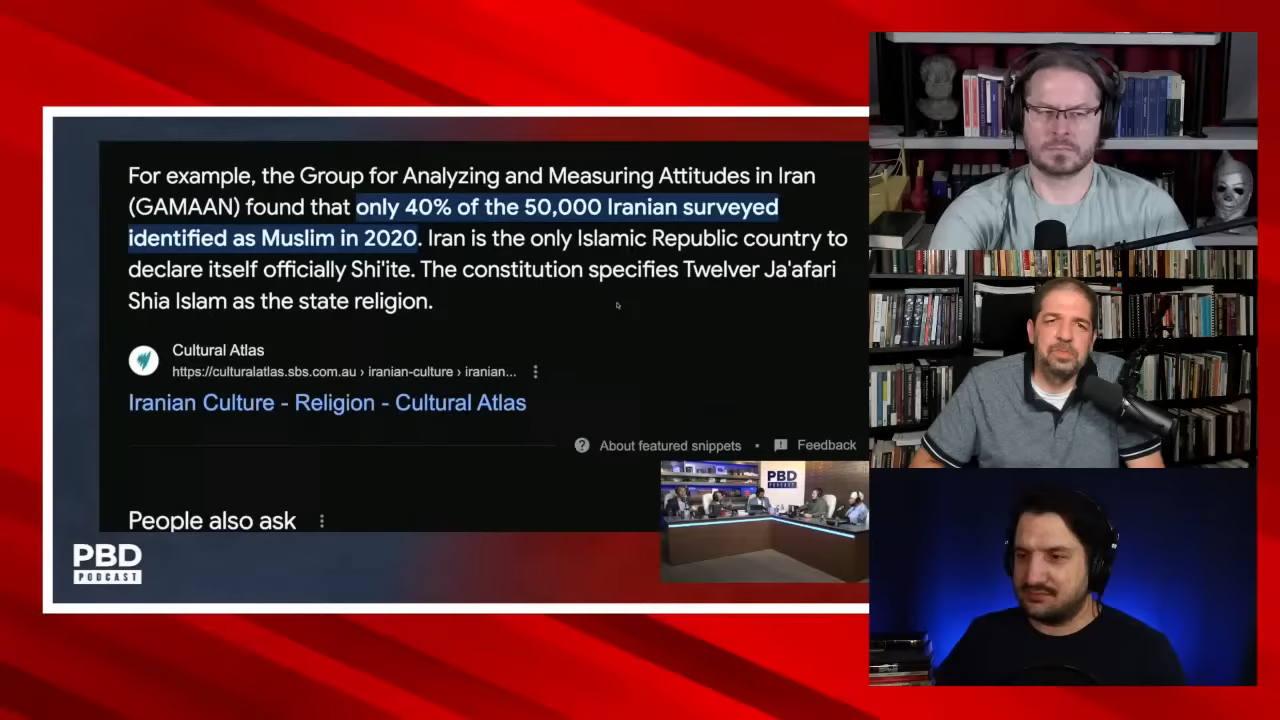 For example, the Group for Analyzing and Measuring Attitudes in Iran
(GAMAAN) found that only 40% of the 50,000 Iranian surveyed
identified as Muslim in 2020. Iran is the only Islamic Republic country to
declare itself officially Shi'ite. The constitution specifies Twelver Ja'afari
Shia Islam as the state religion.
Cultural Atlas
https://culturalatlas.sbs.com.au › iranian-culture › iranian...
Iranian Culture - Religion - Cultural Atlas
About featured snippets • Feedback
People also ask
PBD
PODCAST
PBD
PODCAST